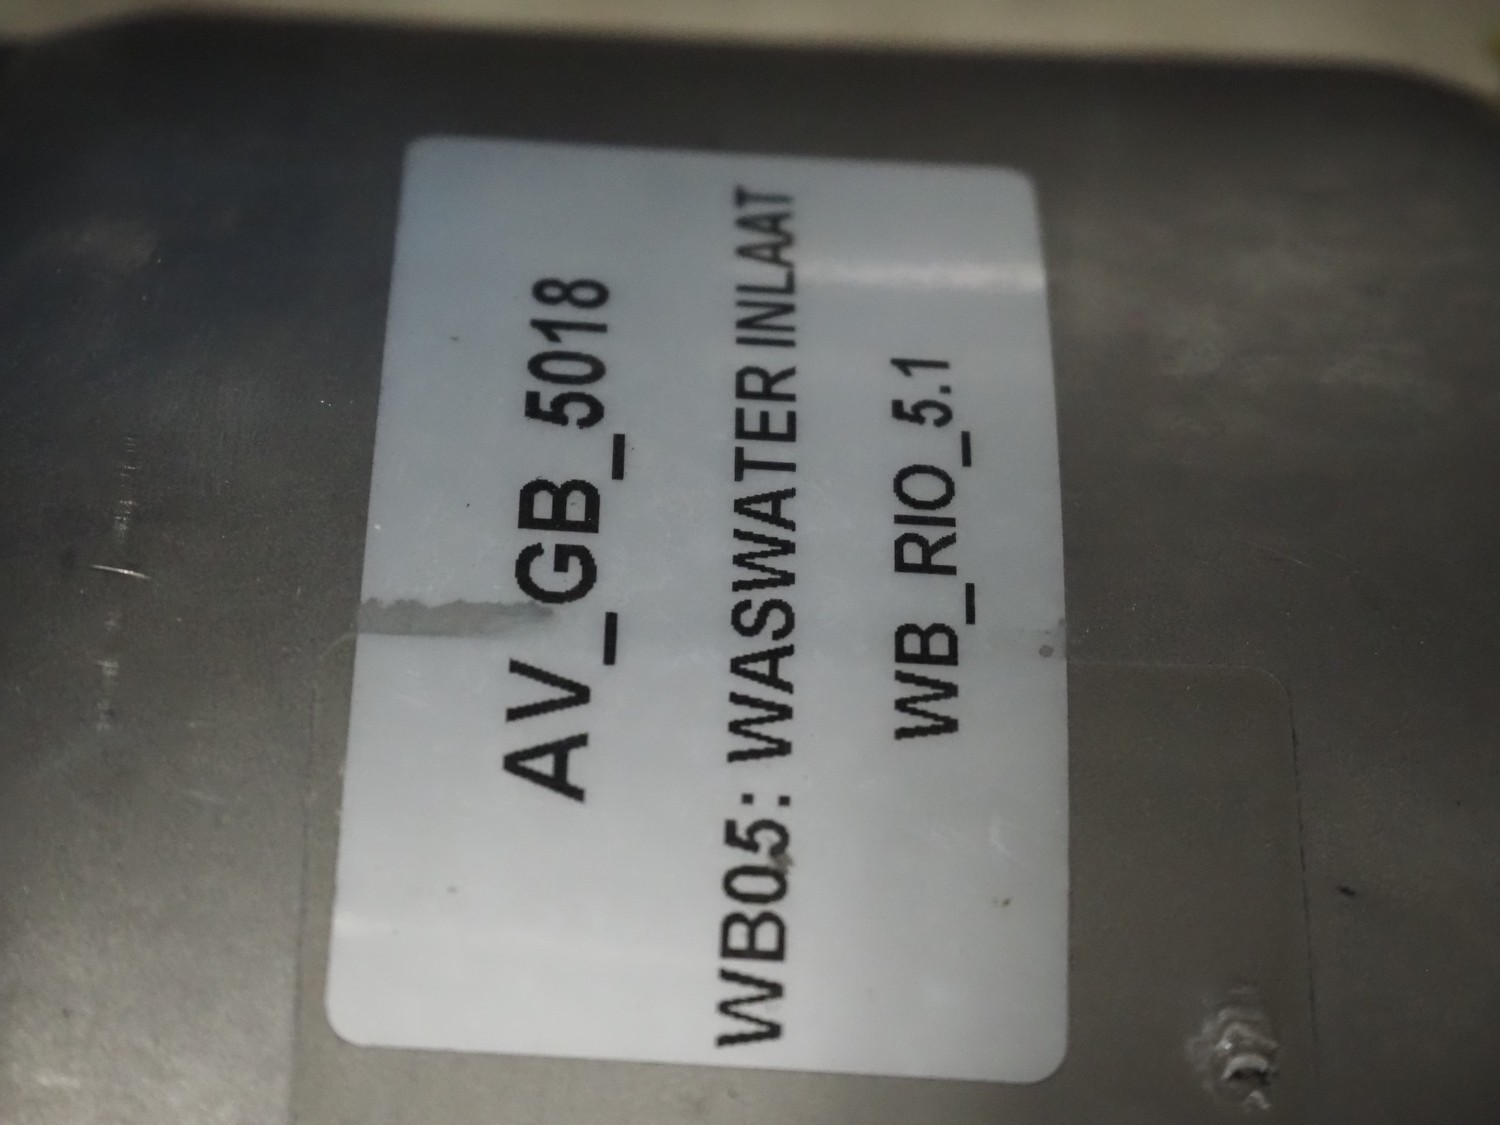 AV_GB_5018
WB05: WASWATER INLAAT
WB_RIO_5.1